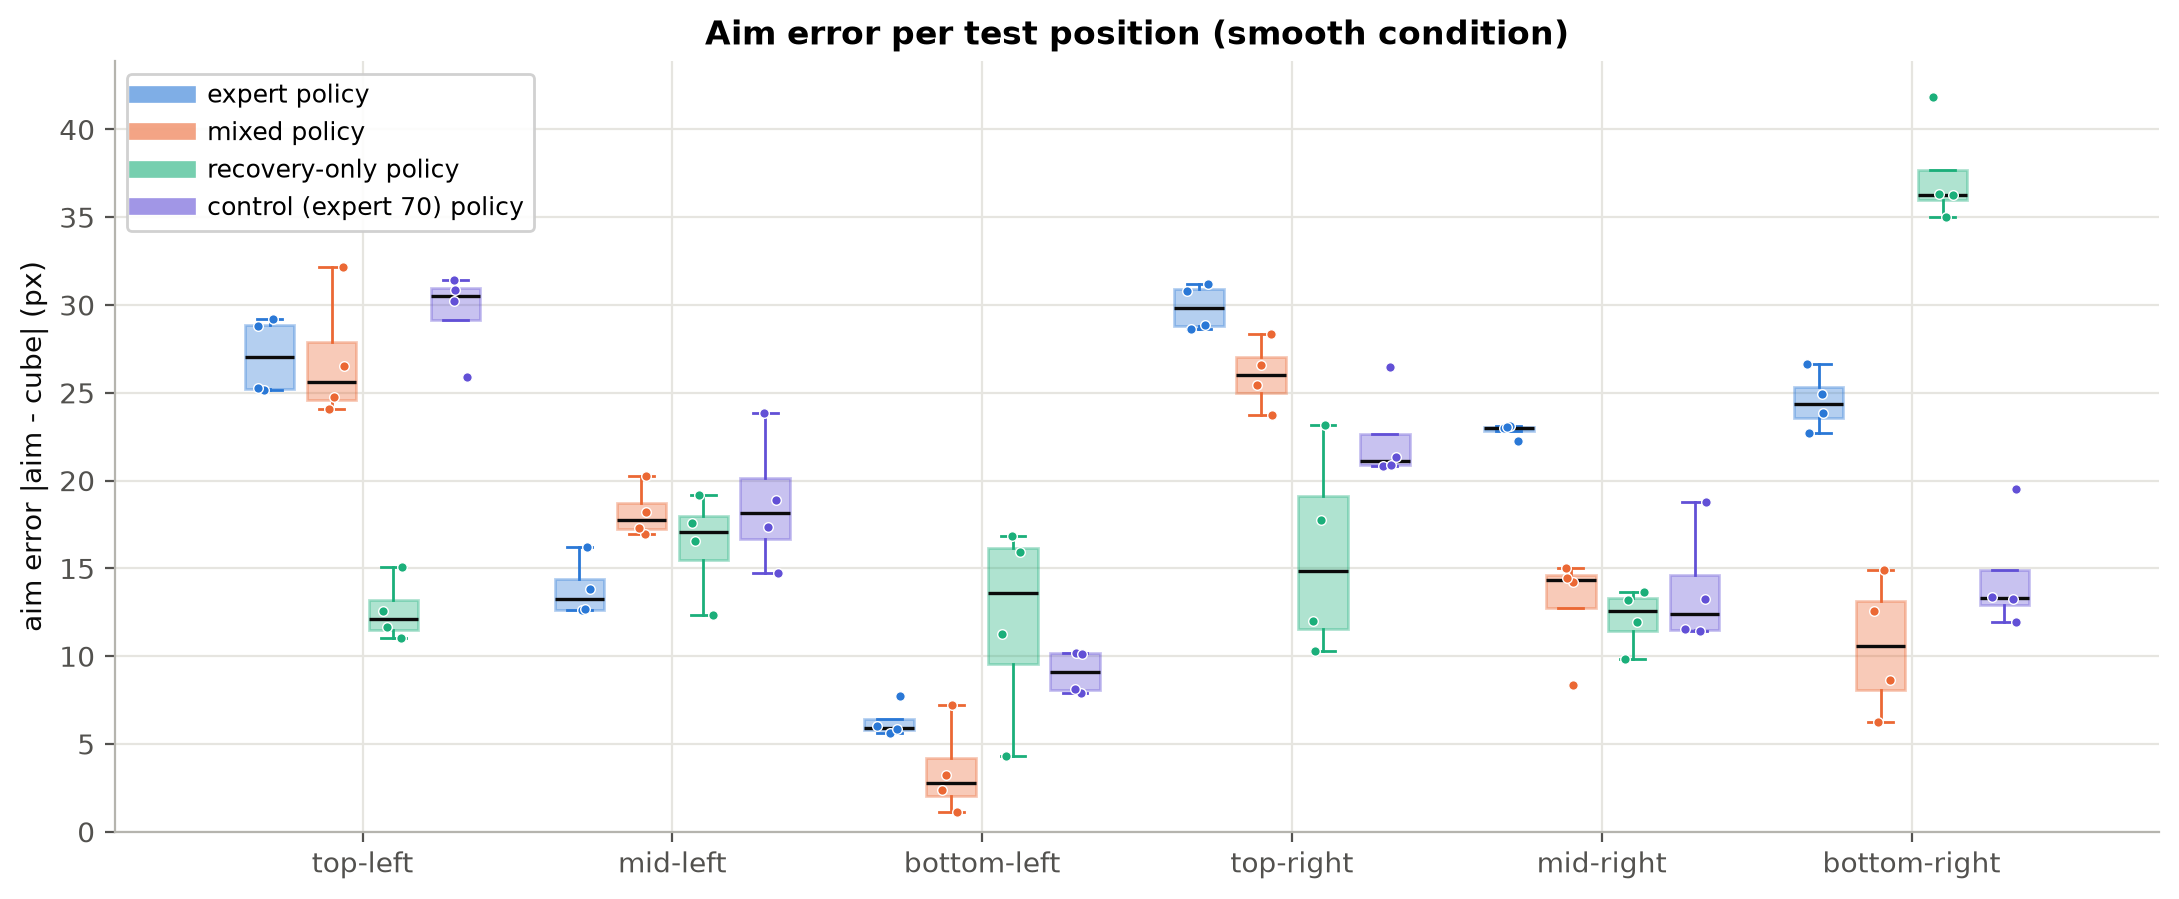 Aim error per test position (smooth condition)
expert policy
mixed policy
recovery-only policy
control (expert 70) policy
aim error |aim - cube| (px)
40
35
30
25
20
15
10
5
0
top-left
mid-left
bottom-left
top-right
mid-right
bottom-right